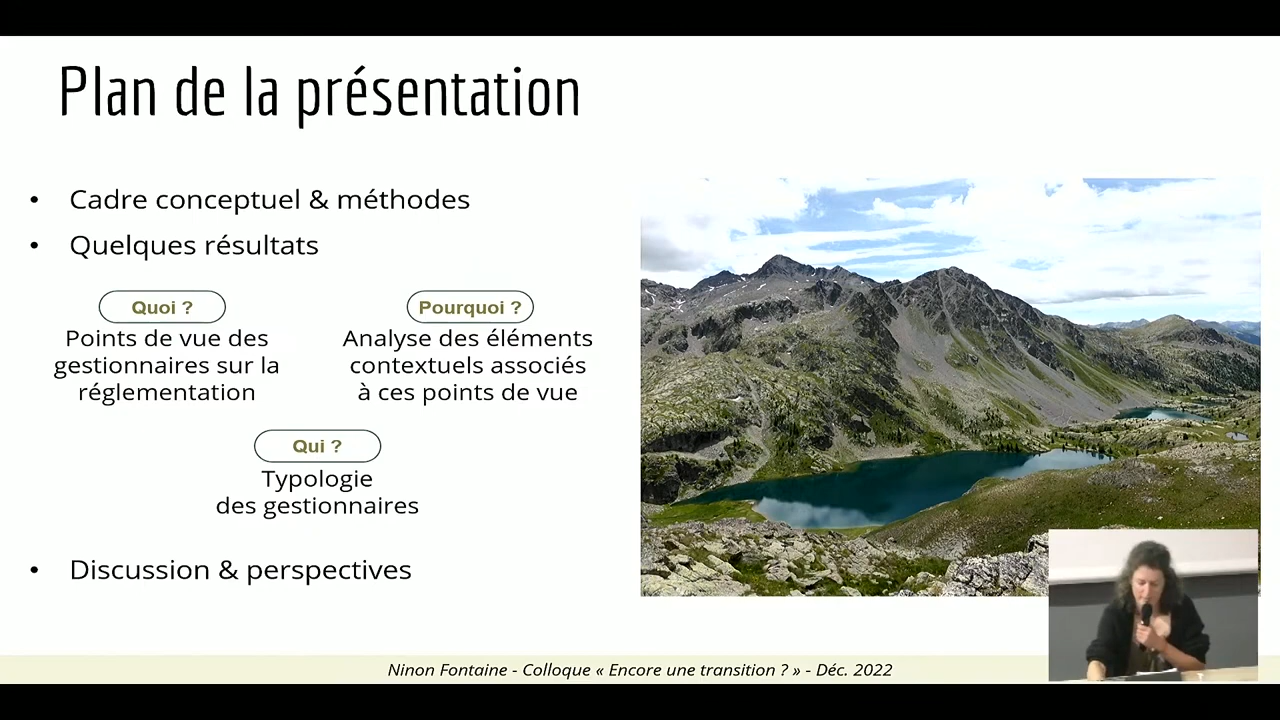 Plan de la présentation
• Cadre conceptuel & méthodes
• Quelques résultats
Quoi ?
Points de vue des
gestionnaires sur la
réglementation
Pourquoi ?
Analyse des éléments
contextuels associés
à ces points de vue
Qui ?
Typologie
des gestionnaires
• Discussion & perspectives
Ninon Fontaine - Colloque « Encore une transition ? » - Déc. 2022